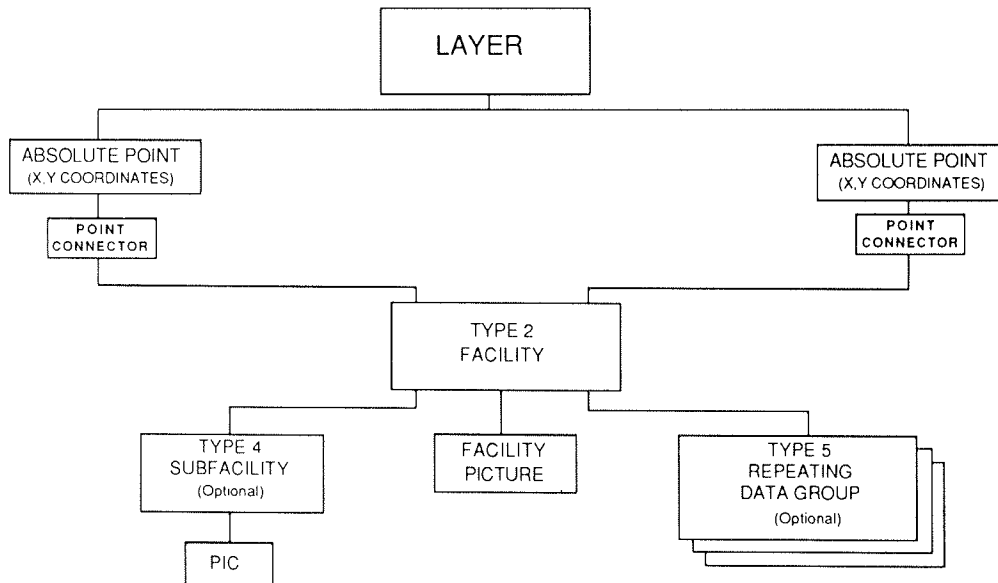 LAYER
ABSOLUTE POINT
(X,Y COORDINATES)
POINT
CONNECTOR
ABSOLUTE POINT
(X,Y COORDINATES)
POINT
CONNECTOR
TYPE 2
FACILITY
TYPE 4
SUBFACILITY
(Optional)
PIC
FACILITY
PICTURE
TYPE 5
REPEATING
DATA GROUP
(Optional)